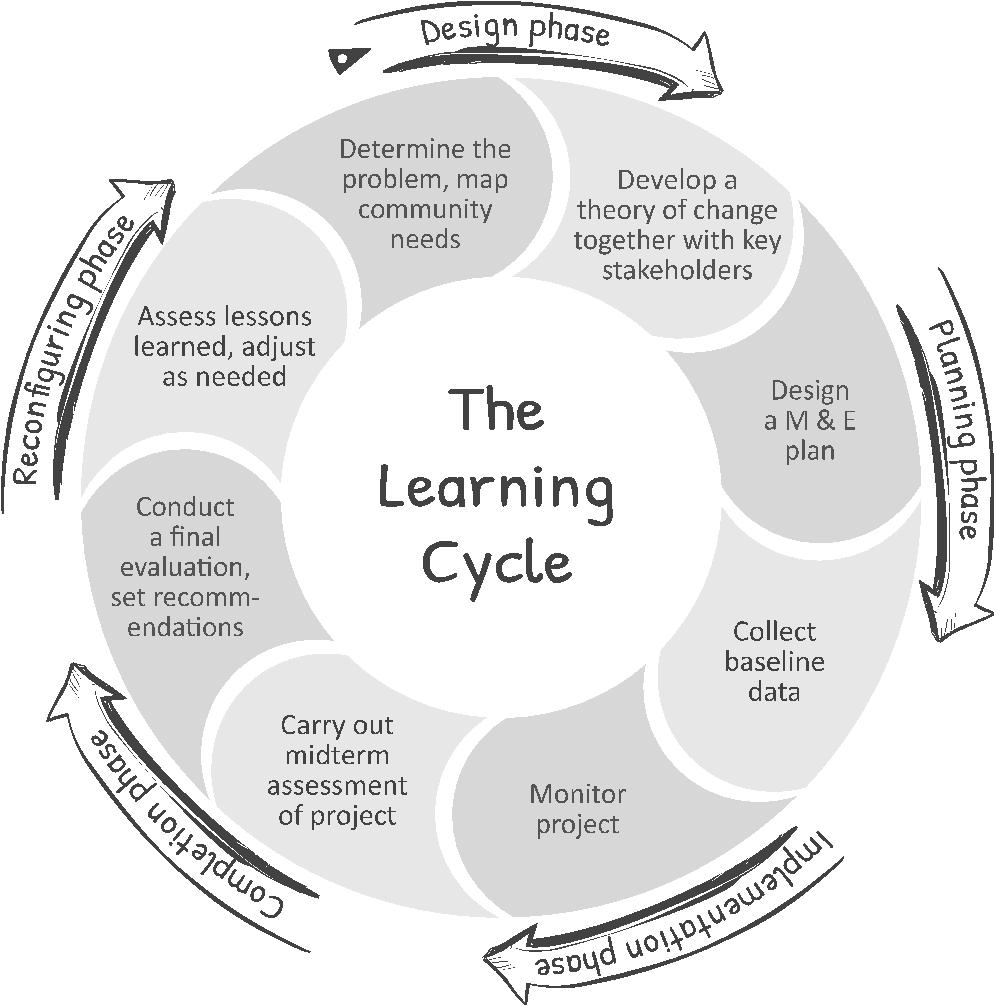 Design phase
Determine the
problem, map
community
needs
Develop a
theory of change
together with key
stakeholders
Planning phase
Design
a M & E
plan
Collect
baseline
data
Implementation phase
Monitor
project
Carry out
midterm
assessment
of project
Completion phase
Conduct
a final
evaluation,
set recomm-
endations
Reconfiguring phase
Assess lessons
learned, adjust
as needed
The
Learning
Cycle